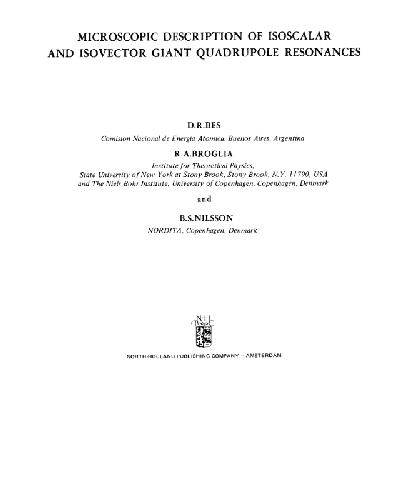 MICROSCOPIC DESCRIPTION OF ISOSCALAR
AND ISOVECTOR GIANT QUADRUPOLE RESONANCES
D.R.BES
Comision Nacional de Energia Atomica, Buenos Aires, Argentina
R.A.BROGLIA
Institute for Theoretical Physics,
State University of New York at Stony Brook, Stony Brook, N.Y. 11790, USA
and The Niels Bohr Institute, University of Copenhagen, Copenhagen, Denmark
and
B.S.NILSSON
NORDITA, Copenhagen, Denmark
NORTH-HOLLAND PUBLISHING COMPANY – AMSTERDAM